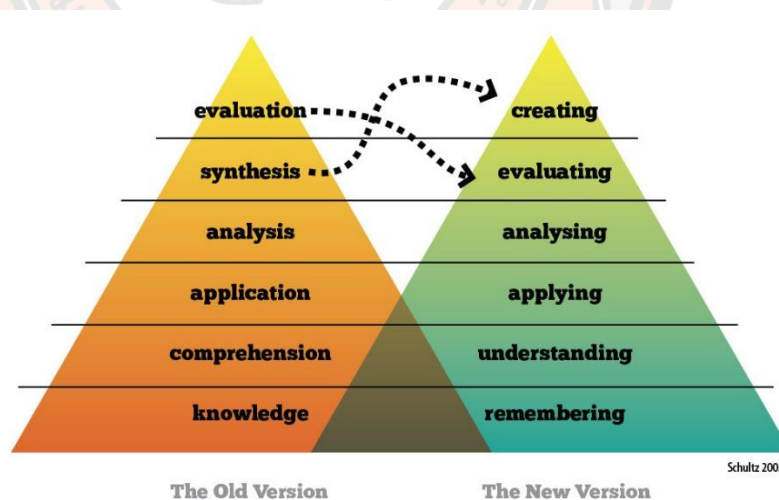 evaluation
creating
synthesis
evaluating
analysis
analysing
application
applying
comprehension
understanding
knowledge
remembering
Schultz
The Old Version
The New Version